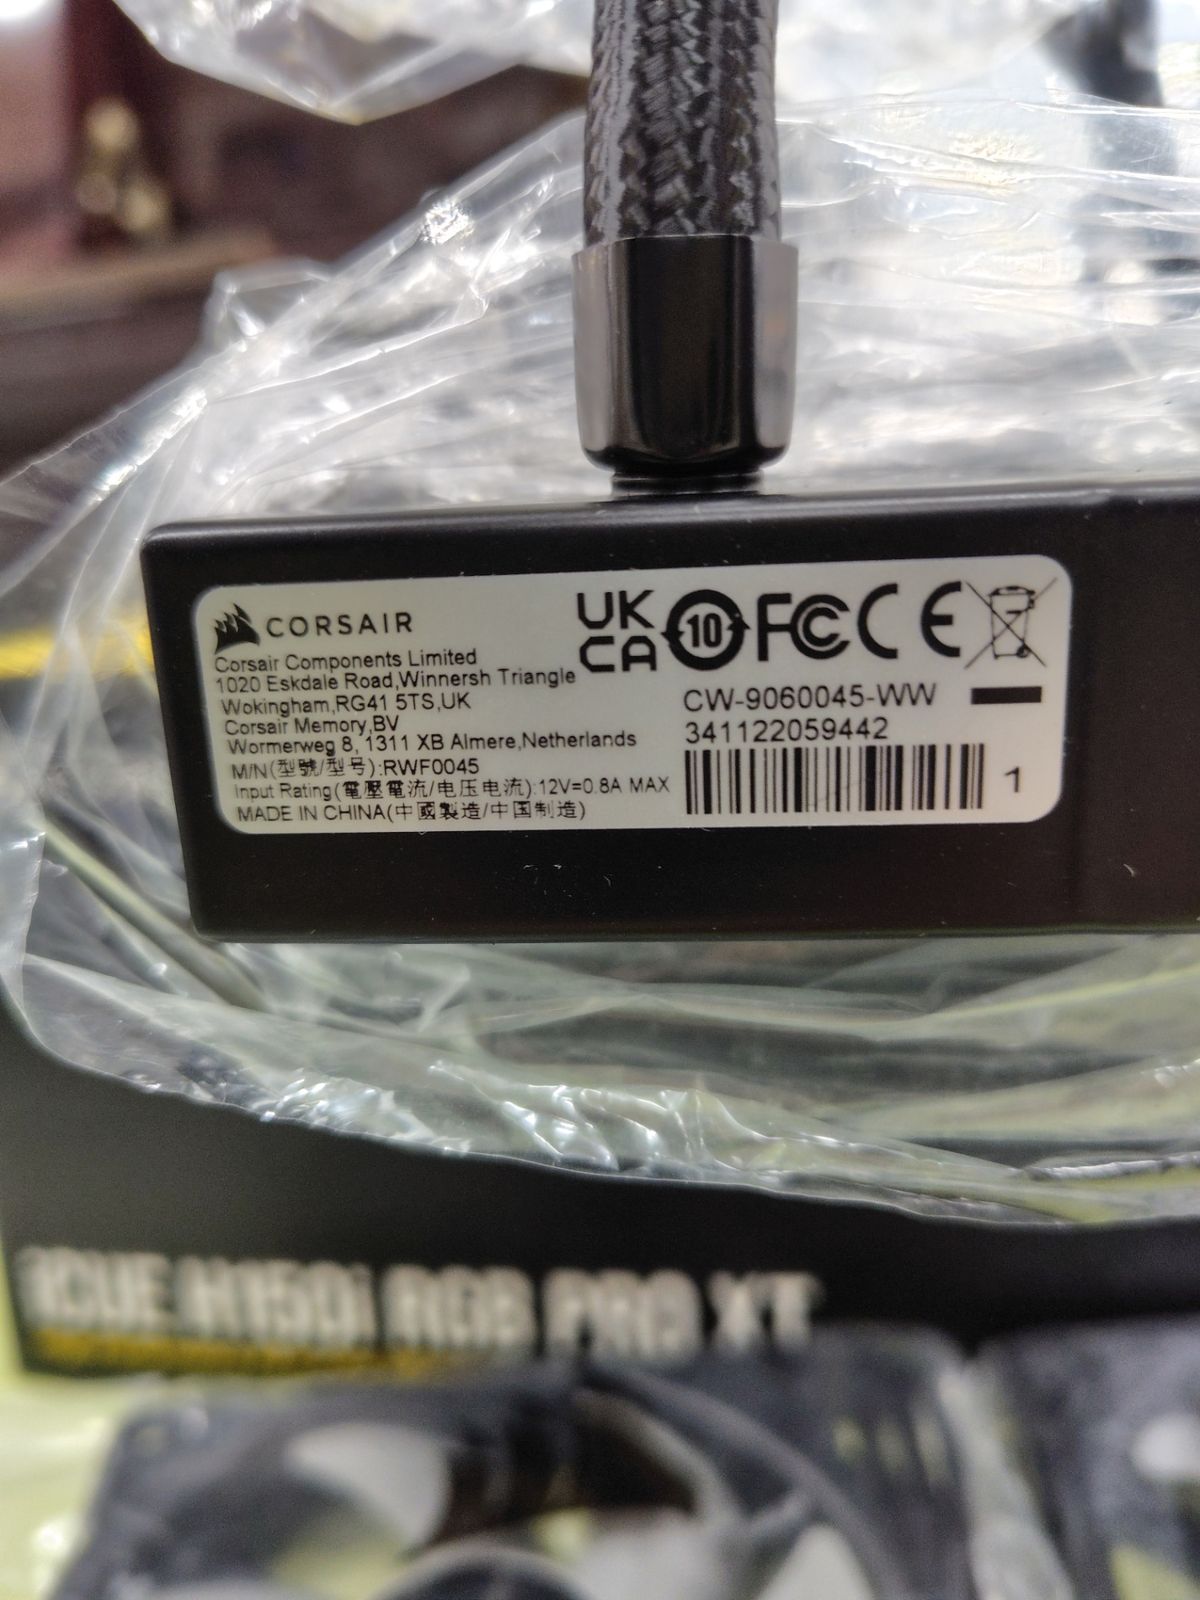 CORSAIR
Corsair Components Limited
1020 Eskdale Road,Winnersh Triangle
Wokingham,RG41 5TS,UK
Corsair Memory,BV
Wormerweg 8, 1311 XB Almere,Netherlands
M/N(型號/型号):RWF0045
Input Rating(電壓電流/电压电流):12V=0.8A MAX
MADE IN CHINA(中國製造/中国制造)
UK
CA
10
FC
CE
CW-9060045-WW
341122059442
1
iCUE H150i RGB PRO XT